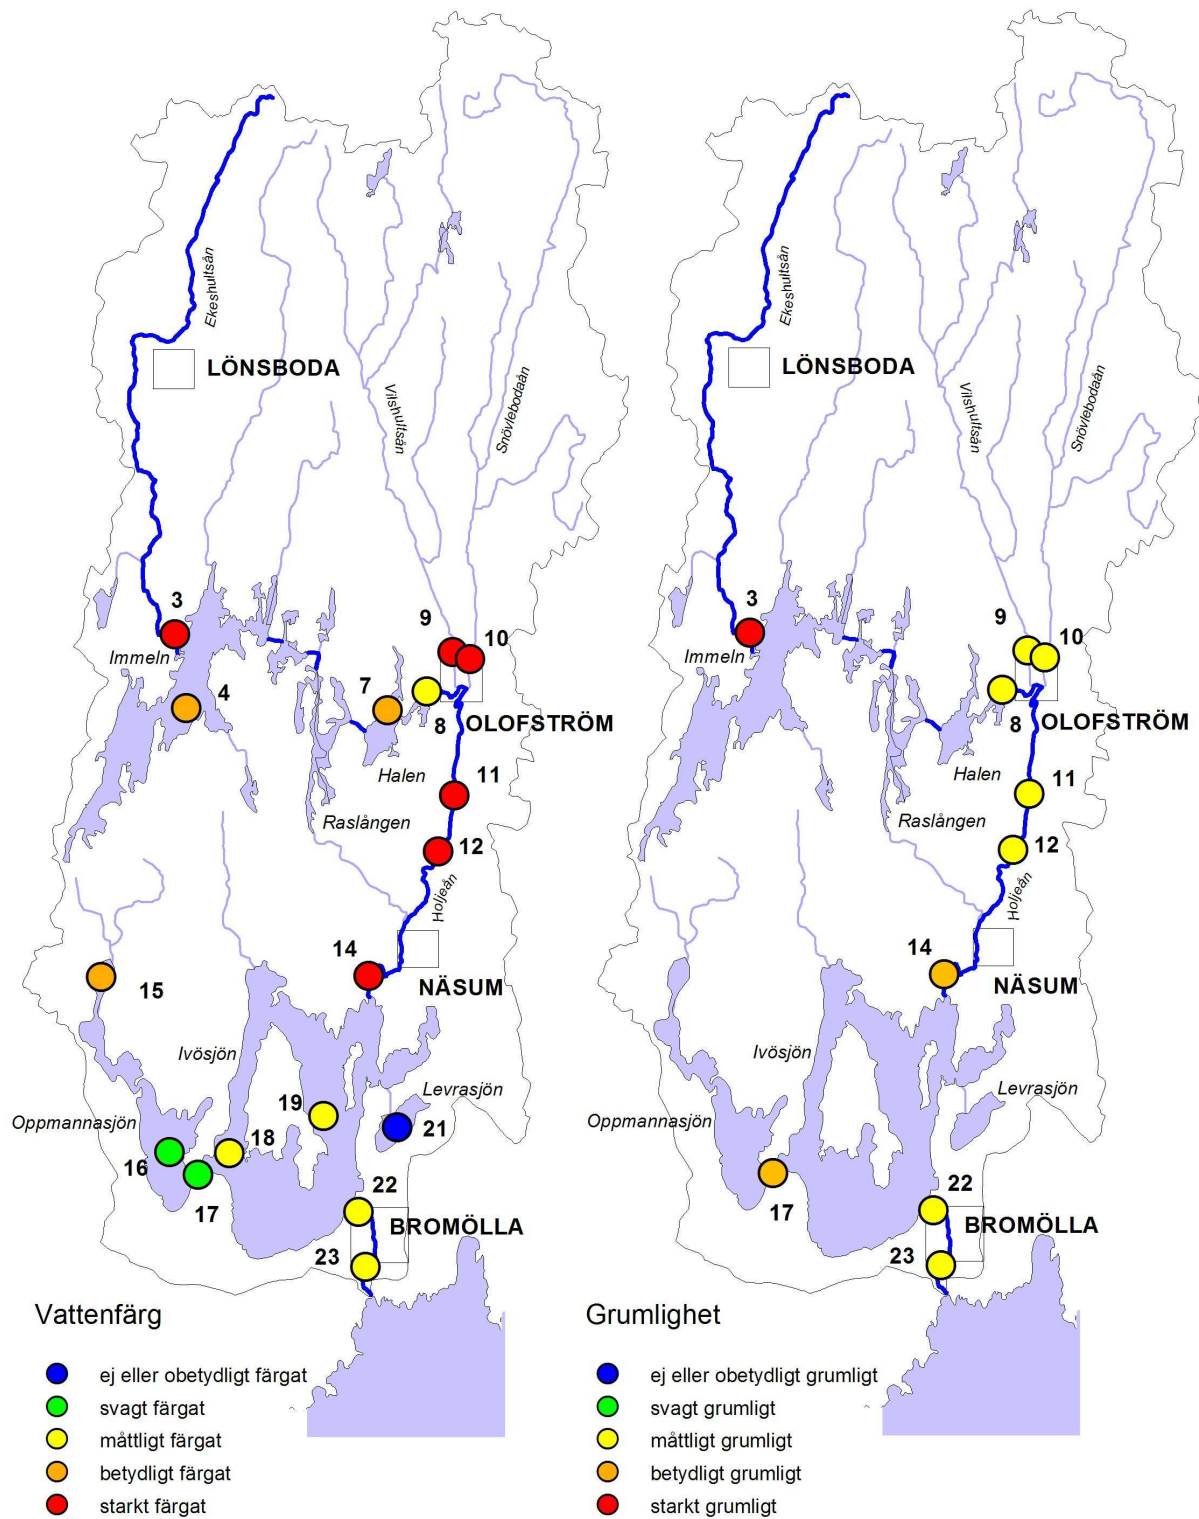 Ekeshultsån
LÖNSBODA
Vilshultsån
Snövlebodaån
3
9
10
Immeln
4
7
8
OLOFSTRÖM
Halen
11
Raslången
12
Holjeån
14
NÄSUM
15
Ivösjön
Levrasjön
19
Oppmannasjön
21
18
16
17
22
BROMÖLLA
23
Vattenfärg
ej eller obetydligt färgat
svagt färgat
måttligt färgat
betydligt färgat
starkt färgat
Ekeshultsån
LÖNSBODA
Vilshultsån
Snövlebodaån
3
9
10
Immeln
8
OLOFSTRÖM
Halen
11
Raslången
12
Holjeån
14
NÄSUM
Ivösjön
Levrasjön
Oppmannasjön
17
22
BROMÖLLA
23
Grumlighet
ej eller obetydligt grumligt
svagt grumligt
måttligt grumligt
betydligt grumligt
starkt grumligt